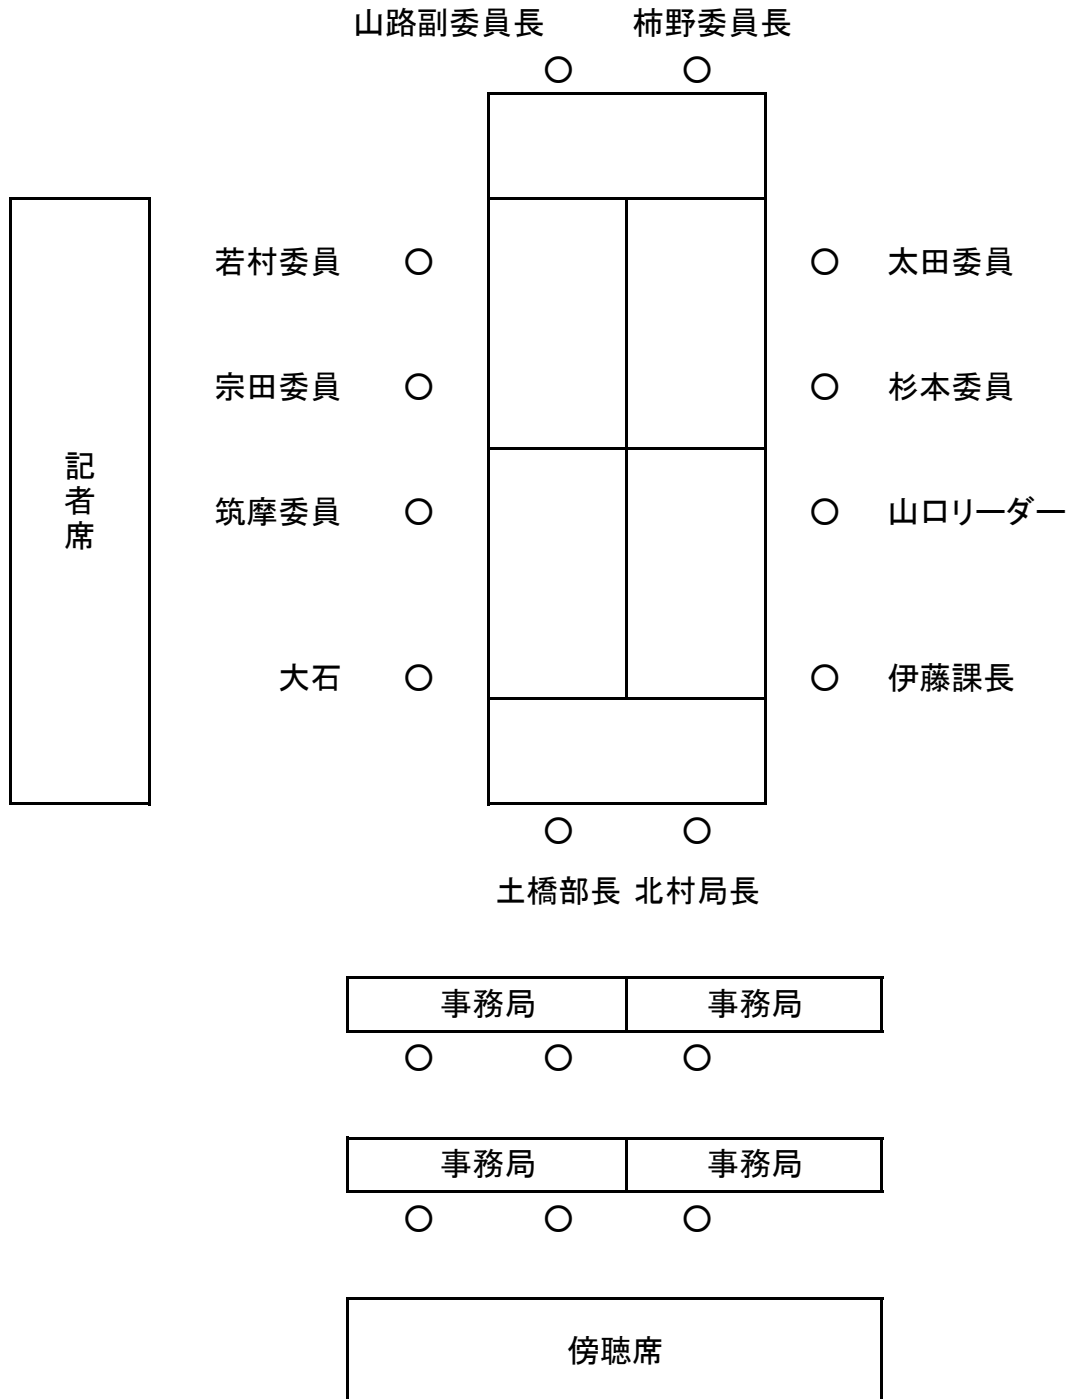 山路副委員長 柿野委員長
○ ○
若村委員 ○ ○ 太田委員
宗田委員 ○ ○ 杉本委員
記者席
筑摩委員 ○ ○ 山口リーダー
大石 ○ ○ 伊藤課長
○ ○
土橋部長 北村局長
事務局 事務局
○ ○ ○
事務局 事務局
○ ○ ○
傍聴席